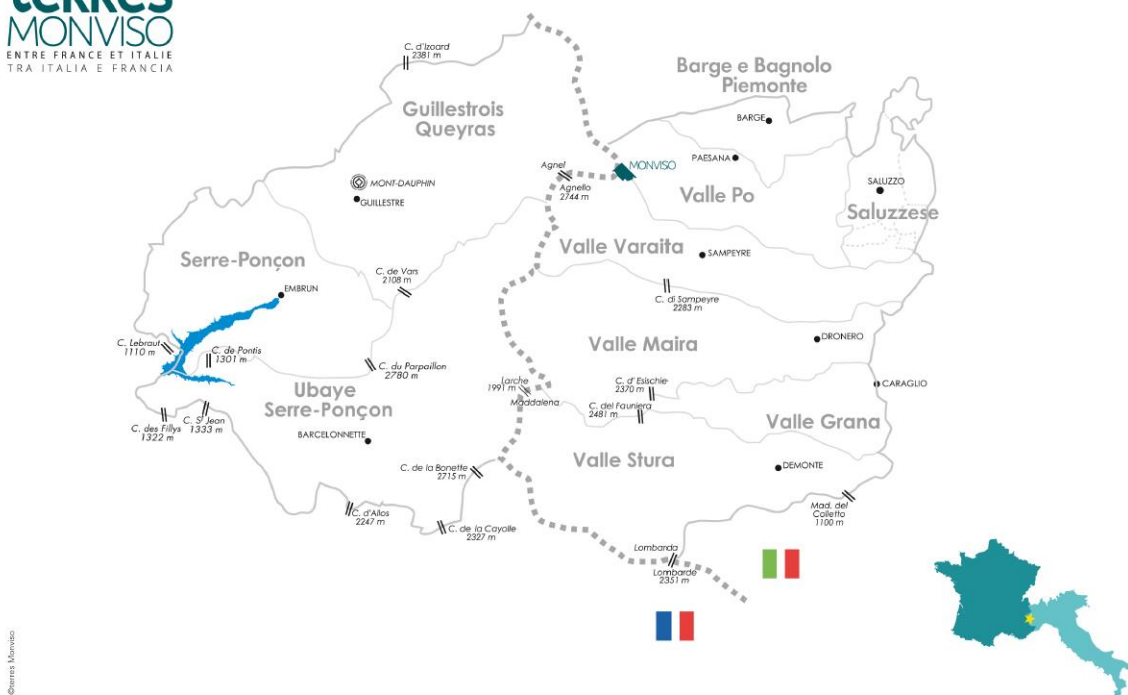 terres
MONVISO
ENTRE FRANCE ET ITALIE
TRA ITALIA E FRANCIA
C. d'Izoard
2381 m
Guillestrois
Queyras
Barge e Bagnolo
Piemonte
BARGE
PAESANA
MONVISO
Agnel
Agnello
2744 m
MONT-DAUPHIN
GUILLESTRE
Valle Po
SALUZZO
Saluzzese
Valle Varaita
SAMPEYRE
Serre-Ponçon
EMBRUN
C. de Vars
2108 m
C. di Sampeyre
2283 m
C. Lebraut
1110 m
C. de Pontis
1301 m
C. du Parpaillon
2780 m
Valle Maira
DRONERO
Larche
1991 m
Maddalena
C. d'Esischie
2370 m
CARAGLIO
Ubaye
Serre-Ponçon
C. des Fillys
1322 m
C. St Jean
1333 m
C. del Fauniera
2481 m
Valle Grana
BARCELONNETTE
C. de la Bonette
2715 m
Valle Stura
DEMONTE
Mad. del
Colletto
1100 m
C. d'Allos
2247 m
C. de la Cayolle
2327 m
Lombarda
Lombarde
2351 m
©terres Monviso